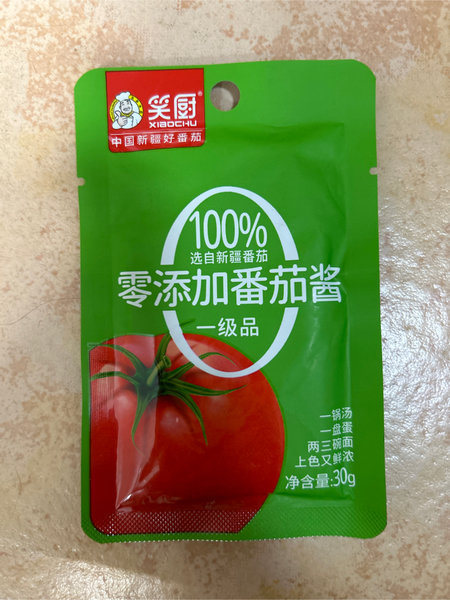 笑厨®
XIAOCHU
中国新疆好番茄
100%
选自新疆番茄
零添加番茄酱
一级品
一锅汤
一盘蛋
两三碗面
上色又鲜浓
净含量:30g